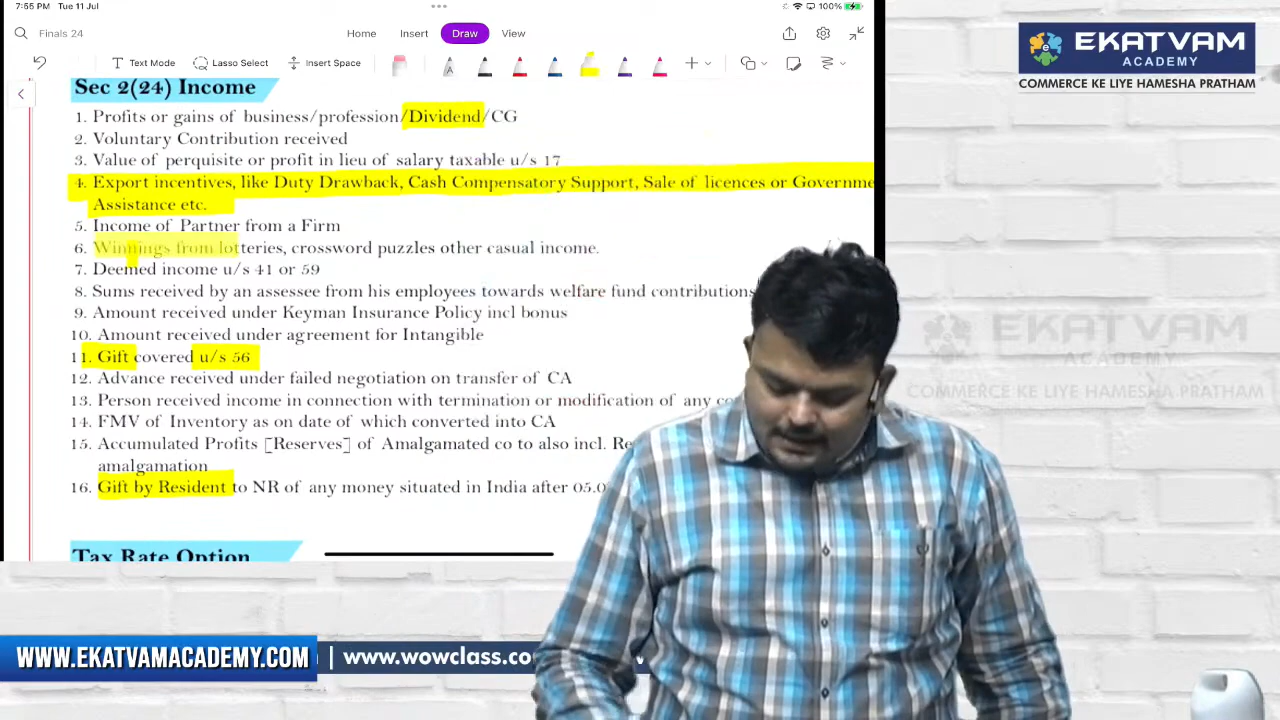 7:55 PM Tue 11 Jul
100%
Finals 24
Home Insert Draw View
Text Mode Lasso Select Insert Space
EKATVAM
ACADEMY
COMMERCE KE LIYE HAMESHA PRATHAM
Sec 2(24) Income
1. Profits or gains of business/profession/Dividend/CG
2. Voluntary Contribution received
3. Value of perquisite or profit in lieu of salary taxable u/s 17
4. Export incentives, like Duty Drawback, Cash Compensatory Support, Sale of licences or Governme
Assistance etc.
5. Income of Partner from a Firm
6. Winnings from lotteries, crossword puzzles other casual income.
7. Deemed income u/s 41 or 59
8. Sums received by an assessee from his employees towards welfare fund contributions
9. Amount received under Keyman Insurance Policy incl bonus
10. Amount received under agreement for Intangible
11. Gift covered u/s 56
12. Advance received under failed negotiation on transfer of CA
13. Person received income in connection with termination or modification of any co
14. FMV of Inventory as on date of which converted into CA
15. Accumulated Profits [Reserves] of Amalgamated co to also incl. Re
amalgamation
16. Gift by Resident to NR of any money situated in India after 05.0
Tax Rate Option
EKATVAM
ACADEMY
COMMERCE KE LIYE HAMESHA PRATHAM
WWW.EKATVAMACADEMY.COM | www.wowclass.co